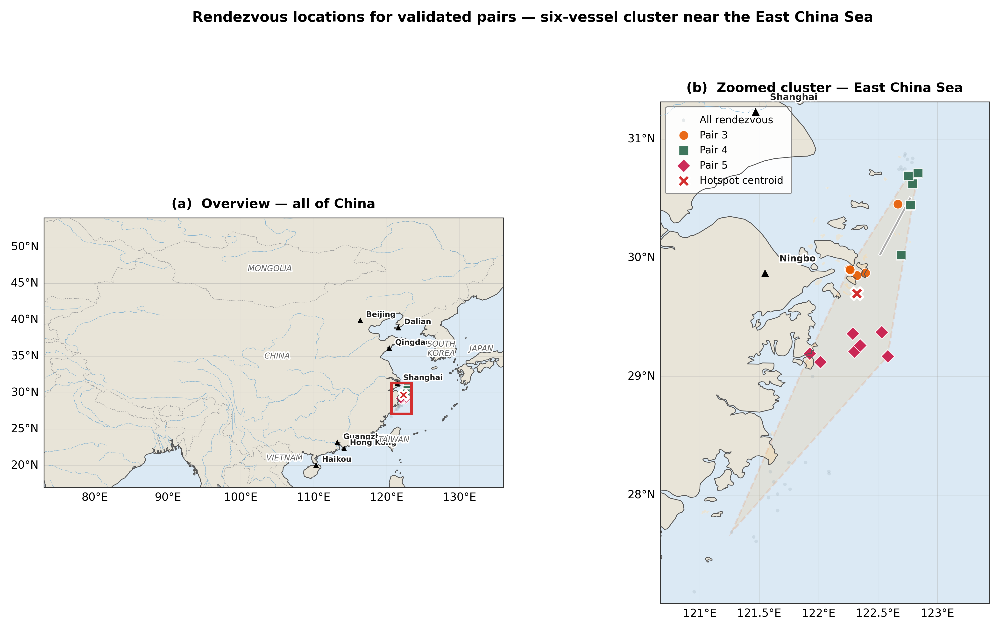 Rendezvous locations for validated pairs — six-vessel cluster near the East China Sea
(a)  Overview — all of China
50°N
45°N
40°N
35°N
30°N
25°N
20°N
80°E 90°E 100°E 110°E 120°E 130°E
MONGOLIA
Beijing
Dalian
SOUTH
KOREA
JAPAN
CHINA
Shanghai
TAIWAN
Hong Kong
VIETNAM
Haikou
(b)  Zoomed cluster — East China Sea
Shanghai
All rendezvous
Pair 3
Pair 4
Pair 5
Hotspot centroid
Ningbo
31°N
30°N
29°N
28°N
121°E 121.5°E 122°E 122.5°E 123°E